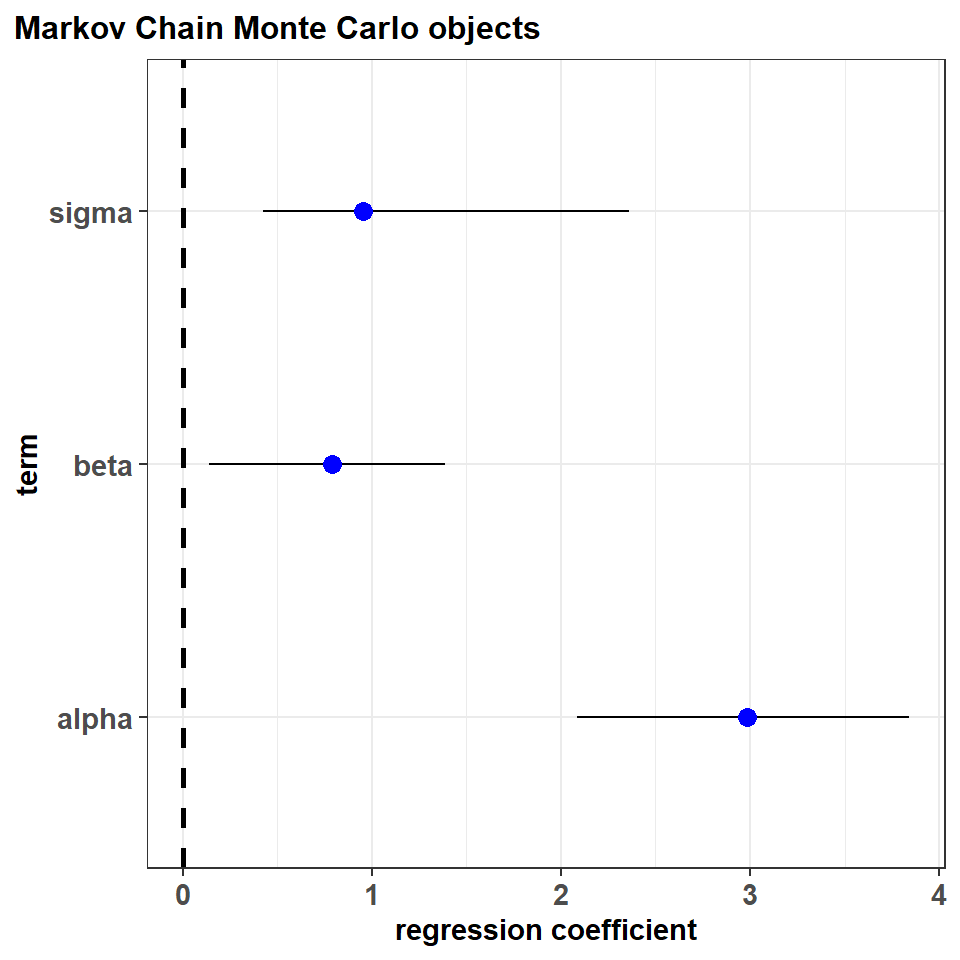 Markov Chain Monte Carlo objects
sigma
beta
alpha
term
0 1 2 3 4
regression coefficient